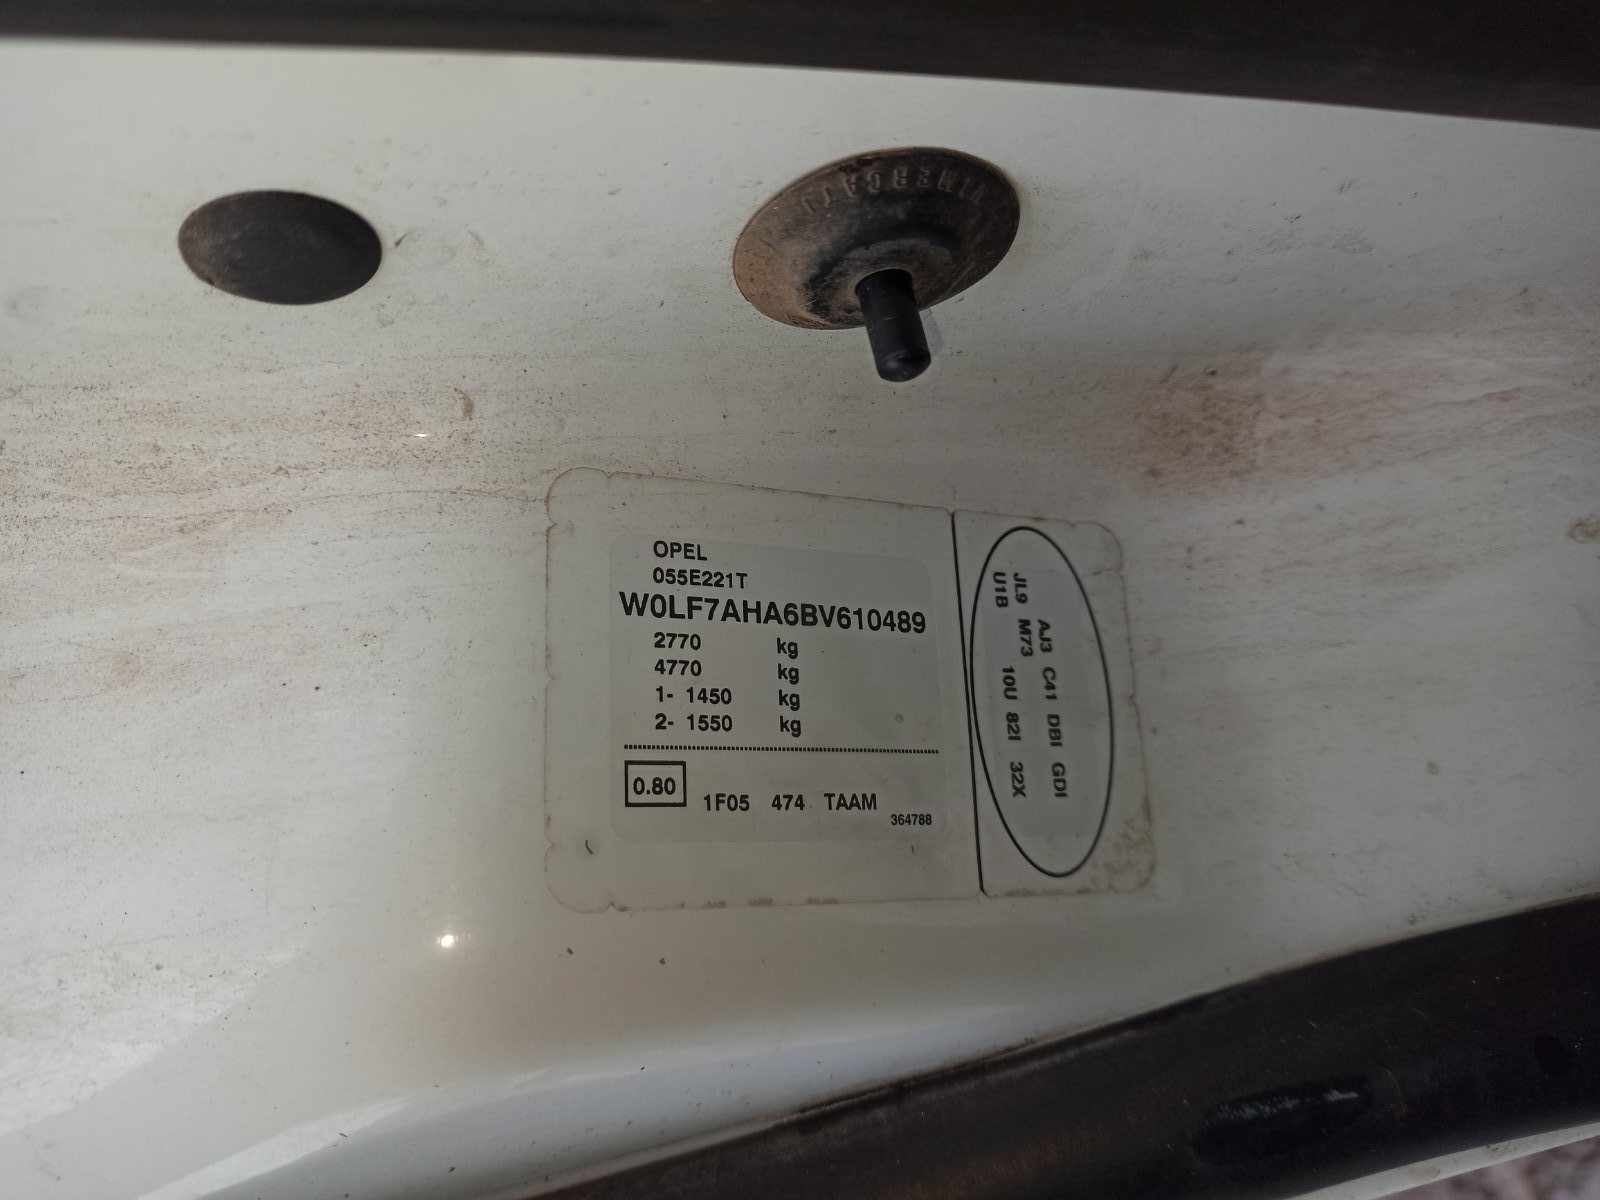 OPEL
055E221T
W0LF7AHA6BV610489
2770 kg
4770 kg
1- 1450 kg
2- 1550 kg
0.80 1F05 474 TAAM
364788
AJ3 C41 DBI GDI
JL9 M73 10U 82I 32X
U1B